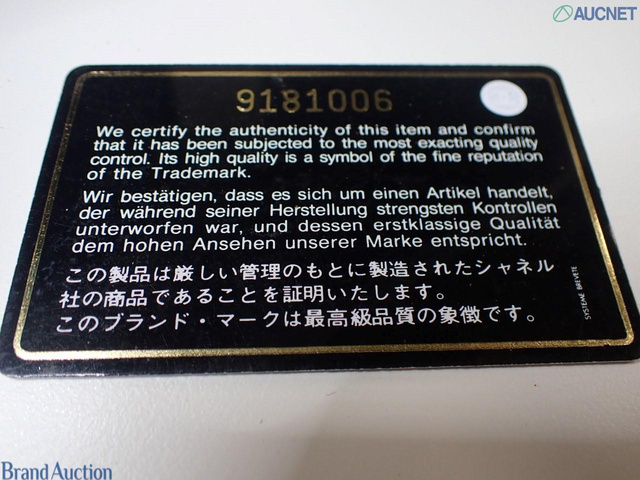 AUCNET
9181006
We certify the authenticity of this item and confirm
that it has been subjected to the most exacting quality
control. Its high quality is a symbol of the fine reputation
of the Trademark.
Wir bestätigen, dass es sich um einen Artikel handelt,
der während seiner Herstellung strengsten Kontrollen
unterworfen war, und dessen erstklassige Qualität
dem hohen Ansehen unserer Marke entspricht.
この製品は厳しい管理のもとに製造されたシャネル
社の商品であることを証明いたします。
このブランド・マークは最高級品質の象徴です。
SYSTEME BREVETE
Brand Auction